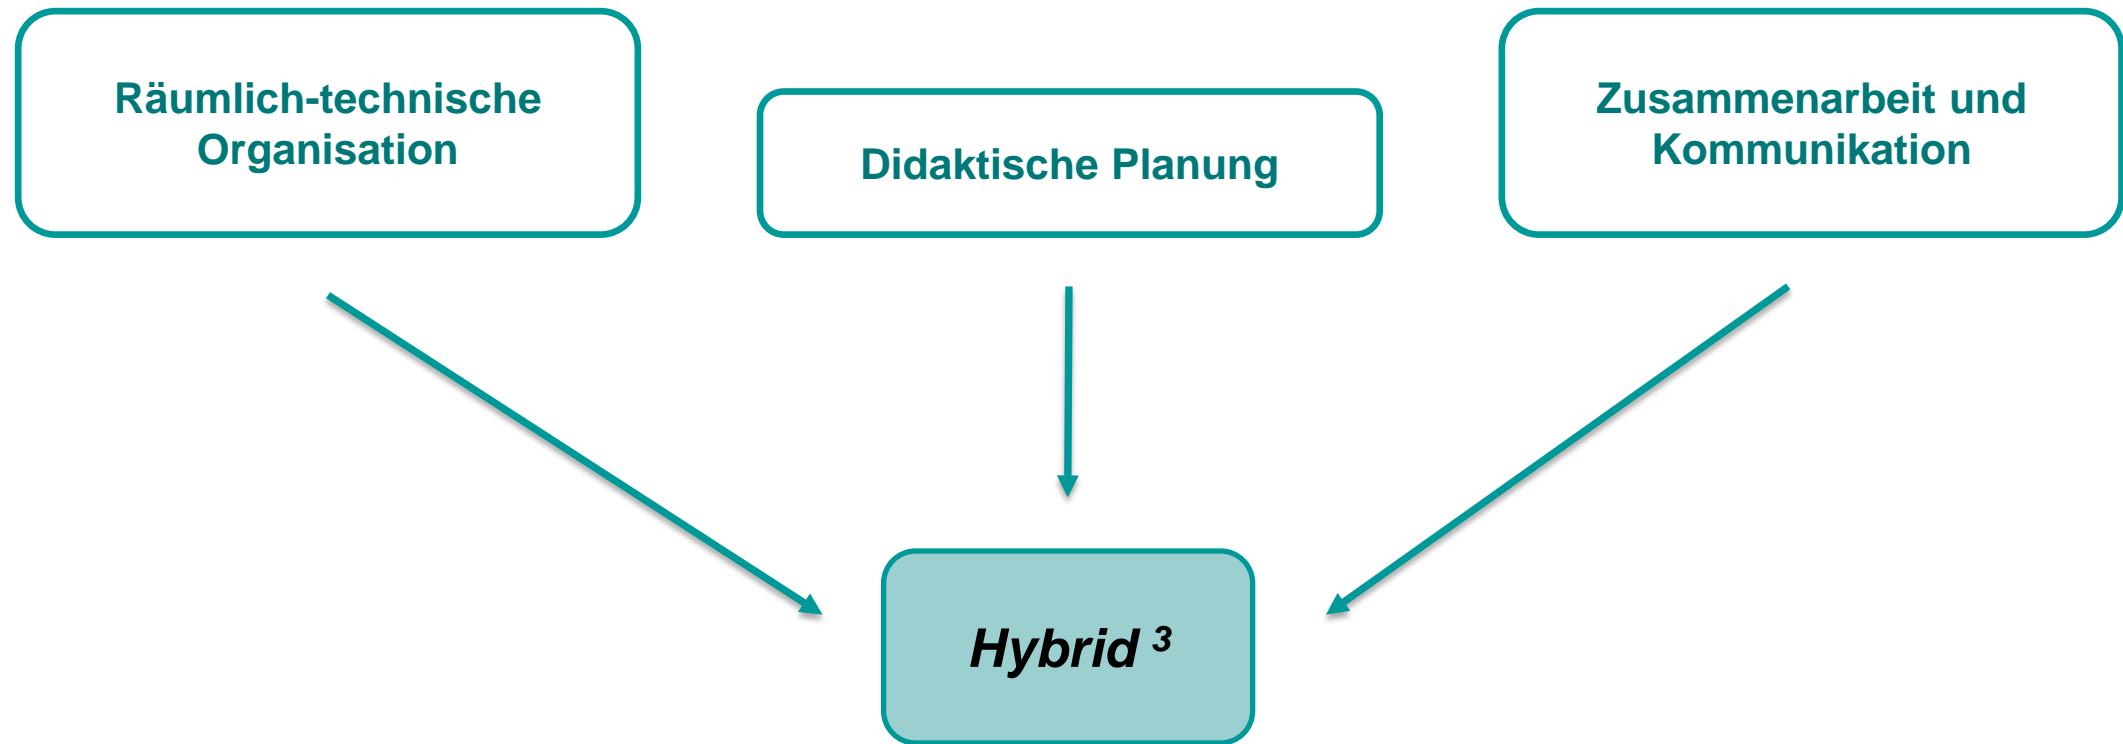 Räumlich-technische
Organisation
Didaktische Planung
Zusammenarbeit und
Kommunikation
Hybrid ³